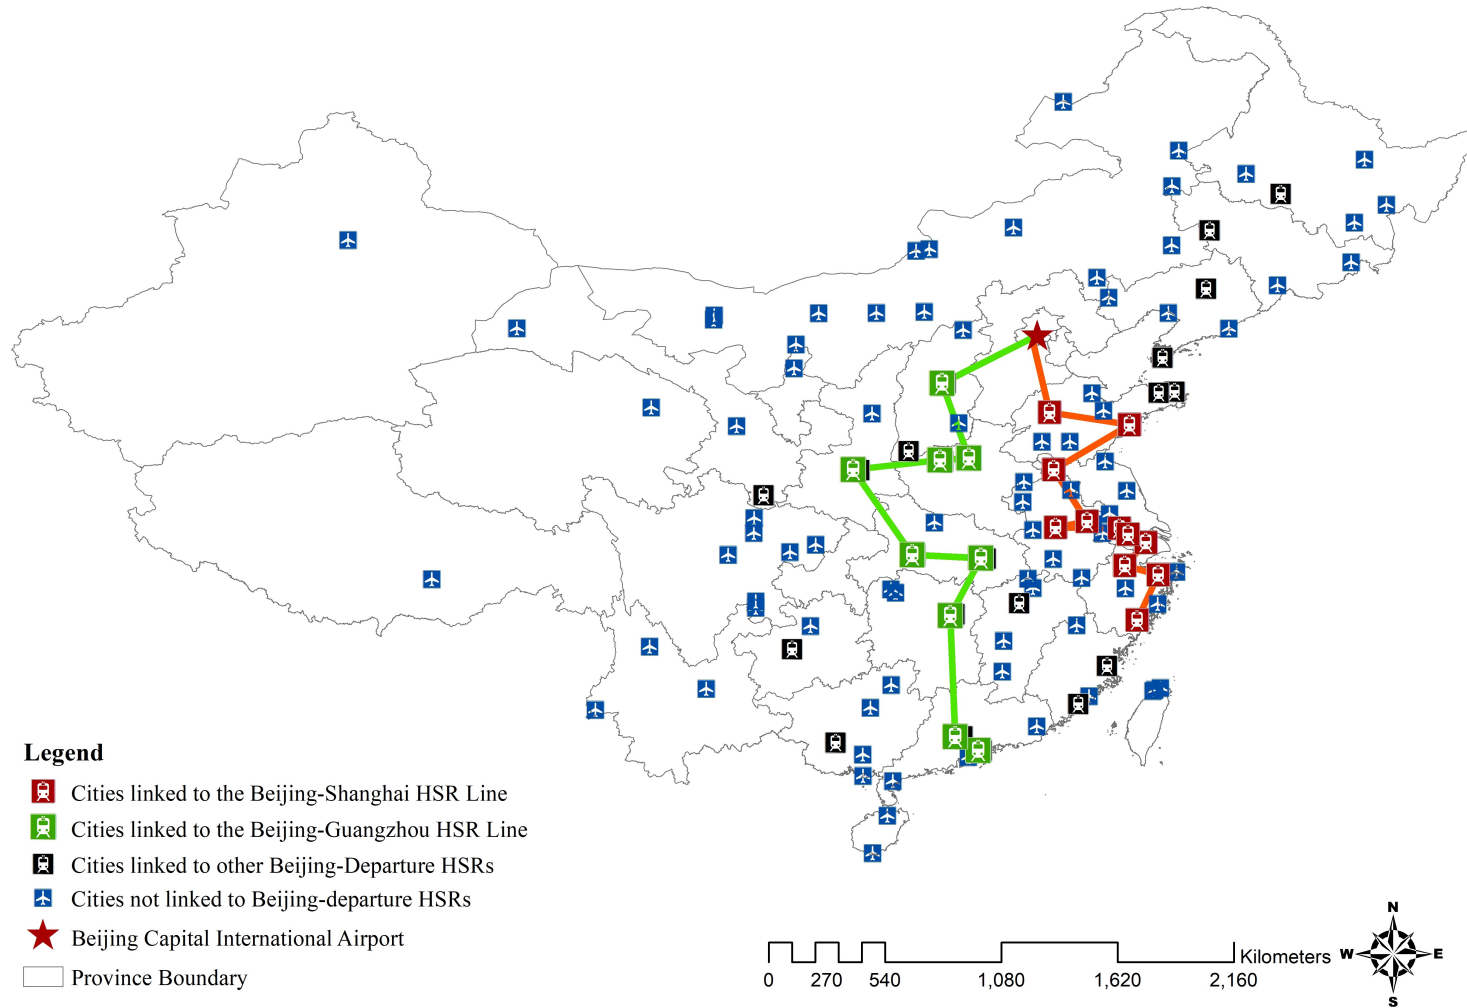 Legend
Cities linked to the Beijing-Shanghai HSR Line
Cities linked to the Beijing-Guangzhou HSR Line
Cities linked to other Beijing-Departure HSRs
Cities not linked to Beijing-departure HSRs
Beijing Capital International Airport
Province Boundary
0 270 540 1,080 1,620 2,160
Kilometers
N
W E
S